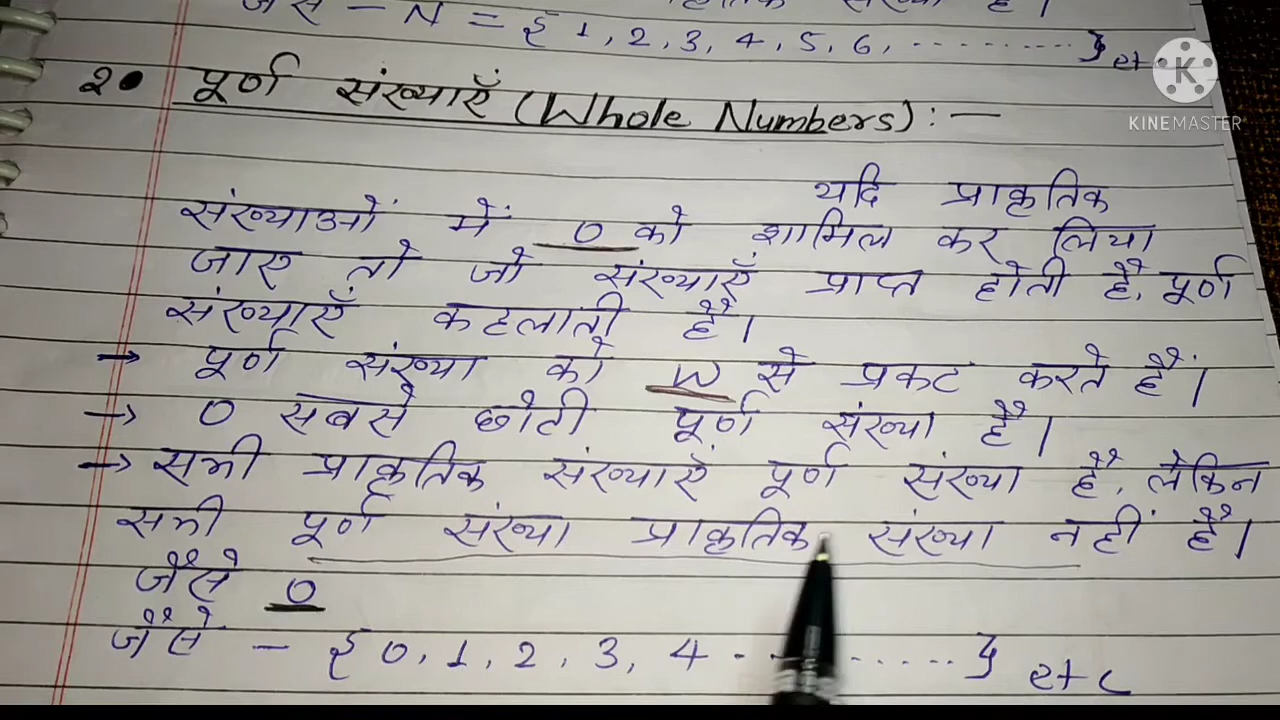 जैसे - N = { 1, 2, 3, 4, 5, 6, ......... } etc
K
KINEMASTER
२. पूर्ण संख्याएँ (Whole Numbers) : —
यदि प्राकृतिक
संख्याओं में 0 को शामिल कर लिया
जाए तो जो संख्याएँ प्राप्त होती है, पूर्ण
संख्याएँ कहलाती हैं।
→ पूर्ण संख्या को W से प्रकट करते हैं।
→ 0 सबसे छोटी पूर्ण संख्या है।
→ सभी प्राकृतिक संख्याएँ पूर्ण संख्या है, लेकिन
सभी पूर्ण संख्या प्राकृतिक संख्या नहीं है।
जैसे 0
जैसे - { 0, 1, 2, 3, 4 ......... } etc